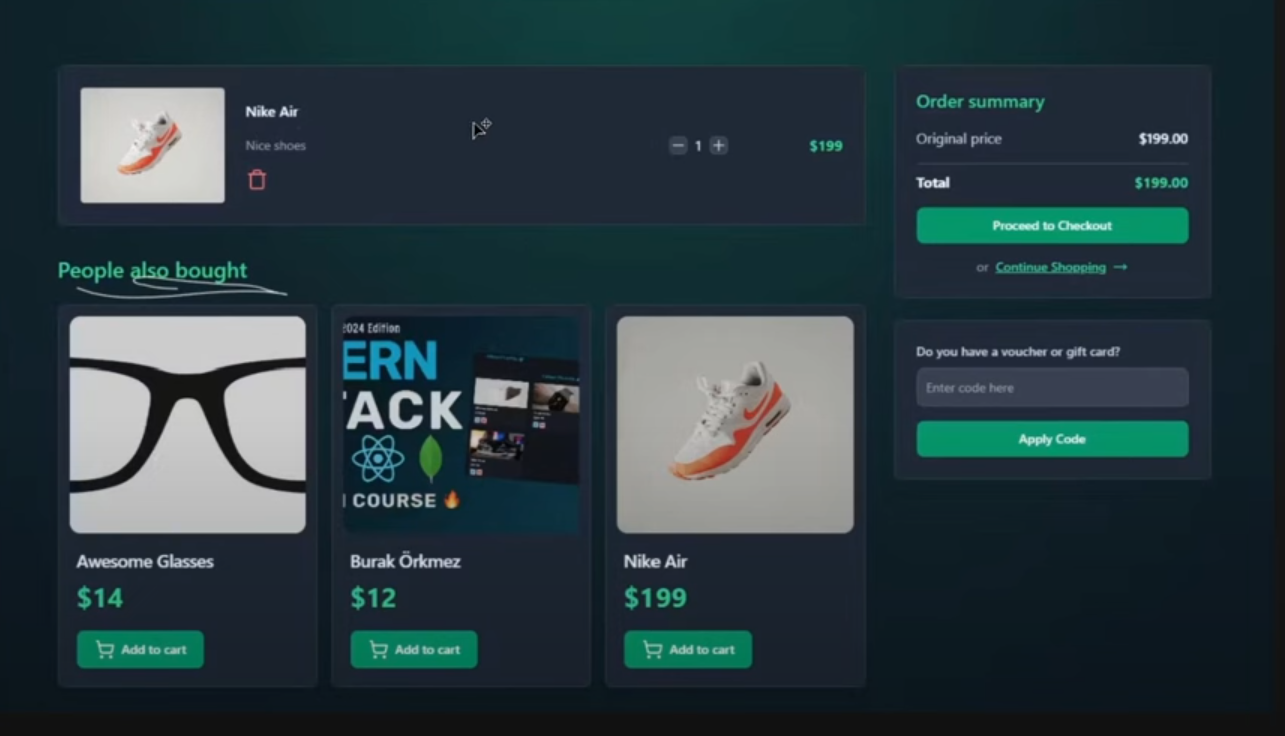 Nike Air
Nice shoes
1
$199
Order summary
Original price $199.00
Total $199.00
Proceed to Checkout
or Continue Shopping →
People also bought
Do you have a voucher or gift card?
Enter code here
Apply Code
2024 Edition
ERN
TACK
COURSE 🔥
Awesome Glasses
$14
Add to cart
Burak Örkmez
$12
Add to cart
Nike Air
$199
Add to cart